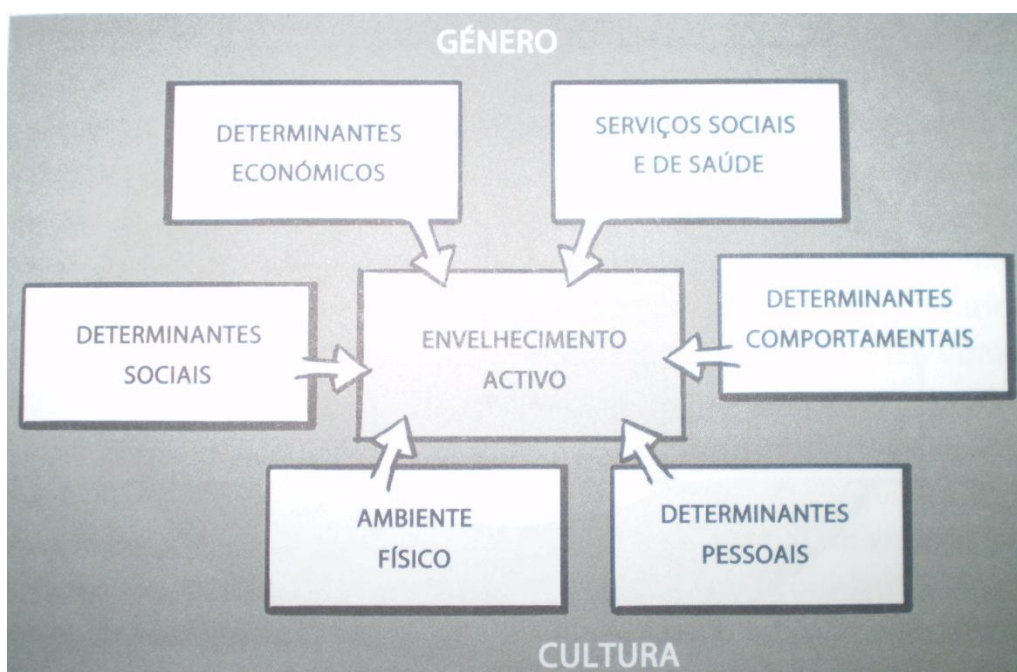 GÉNERO
DETERMINANTES
ECONÓMICOS
SERVIÇOS SOCIAIS
E DE SAÚDE
DETERMINANTES
SOCIAIS
ENVELHECIMENTO
ACTIVO
DETERMINANTES
COMPORTAMENTAIS
AMBIENTE
FÍSICO
DETERMINANTES
PESSOAIS
CULTURA